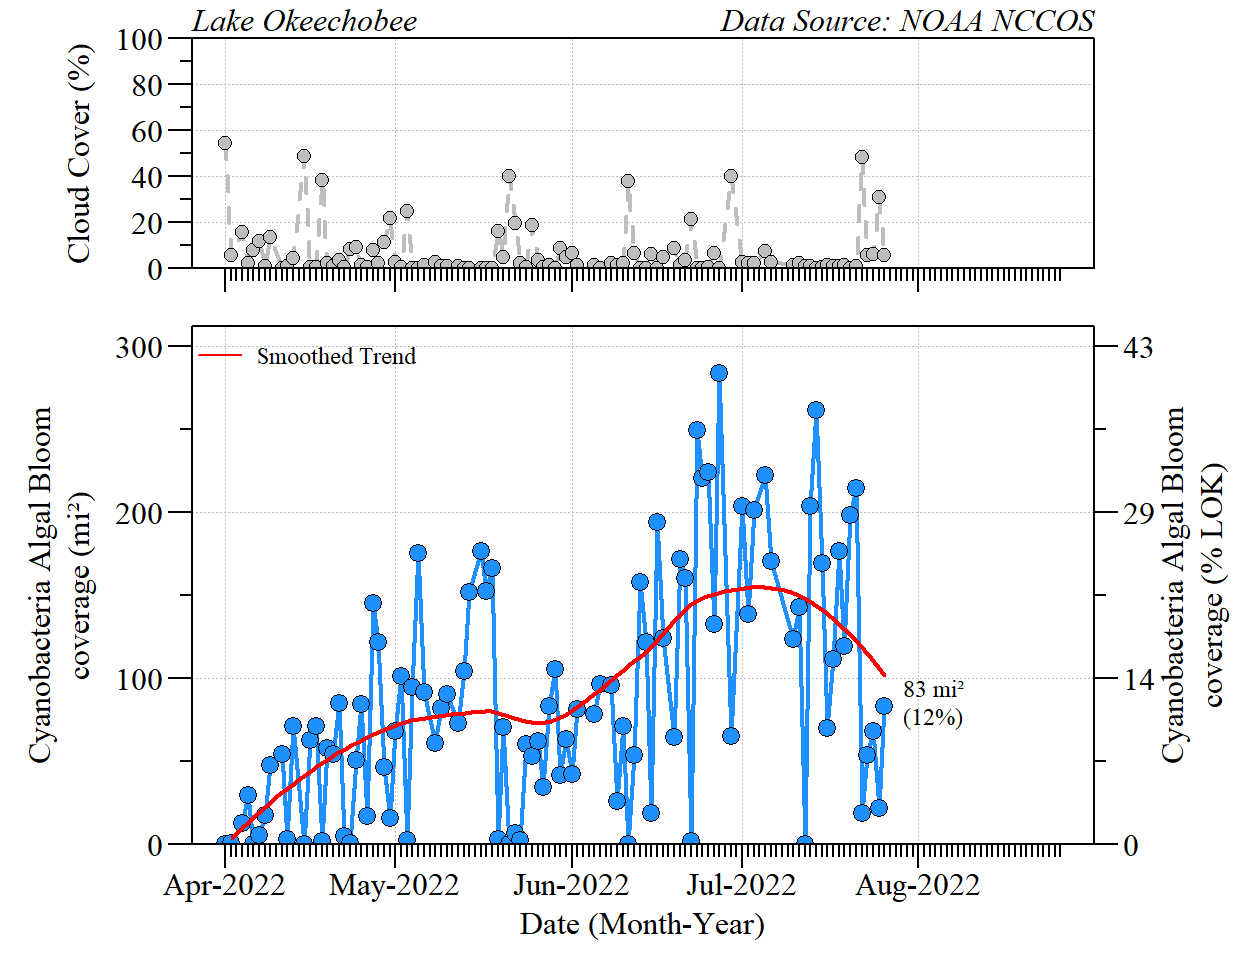 Lake Okeechobee Data Source: NOAA NCCOS
Cloud Cover (%)
100
80
60
40
20
0
Smoothed Trend
Cyanobacteria Algal Bloom
coverage (mi²)
300
200
100
0
43
29
14
0
Cyanobacteria Algal Bloom
coverage (% LOK)
83 mi²
(12%)
Apr-2022 May-2022 Jun-2022 Jul-2022 Aug-2022
Date (Month-Year)